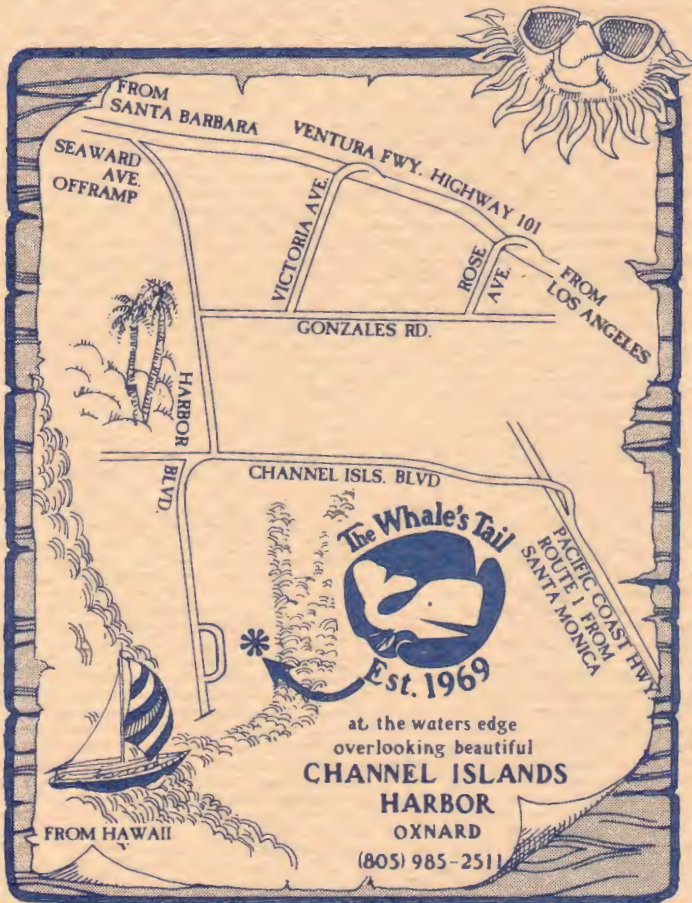 FROM
SANTA BARBARA
SEAWARD
AVE.
OFFRAMP
VENTURA FWY. HIGHWAY 101
VICTORIA AVE.
ROSE
AVE.
FROM
LOS ANGELES
GONZALES RD.
HARBOR
BLVD.
CHANNEL ISLS. BLVD
PACIFIC COAST HWY.
ROUTE 1 FROM
SANTA MONICA
The Whale's Tail
Est. 1969
at the waters edge
overlooking beautiful
CHANNEL ISLANDS
HARBOR
OXNARD
(805) 985-2511
FROM HAWAII